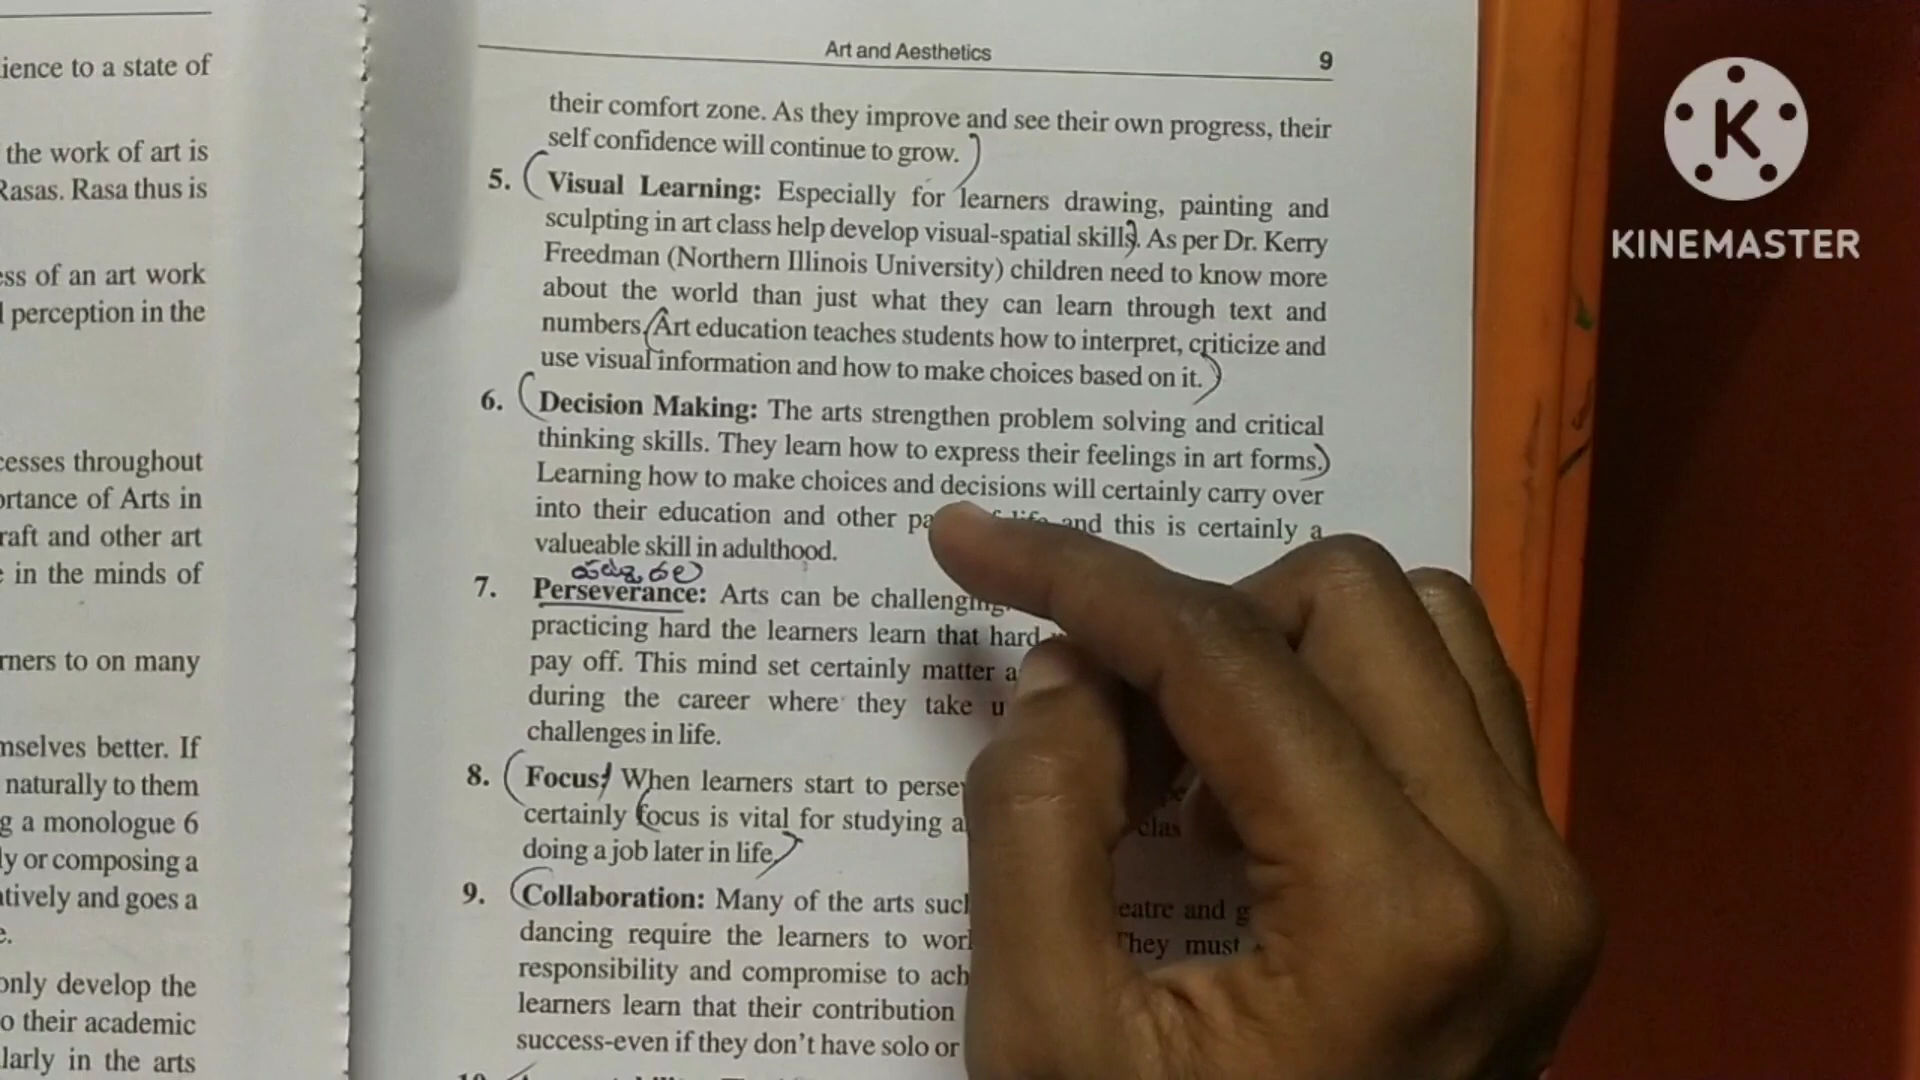 ience to a state of
the work of art is
Rasas. Rasa thus is
ess of an art work
perception in the
cesses throughout
ortance of Arts in
raft and other art
in the minds of
rners to on many
mselves better. If
naturally to them
g a monologue 6
ly or composing a
atively and goes a
e.
only develop the
o their academic
larly in the arts
Art and Aesthetics 9
their comfort zone. As they improve and see their own progress, their
self confidence will continue to grow.
5. Visual Learning: Especially for learners drawing, painting and
sculpting in art class help develop visual-spatial skills. As per Dr. Kerry
Freedman (Northern Illinois University) children need to know more
about the world than just what they can learn through text and
numbers. Art education teaches students how to interpret, criticize and
use visual information and how to make choices based on it.
6. Decision Making: The arts strengthen problem solving and critical
thinking skills. They learn how to express their feelings in art forms.
Learning how to make choices and decisions will certainly carry over
into their education and other pa of life and this is certainly a
valueable skill in adulthood.
7. Perseverance: Arts can be challenging.
practicing hard the learners learn that hard
pay off. This mind set certainly matter a
during the career where they take u
challenges in life.
8. Focus: When learners start to perse
certainly focus is vital for studying a clas
doing a job later in life
9. Collaboration: Many of the arts such eatre and g
dancing require the learners to work They must
responsibility and compromise to ach
learners learn that their contribution
success-even if they don't have solo or
K
KINEMASTER